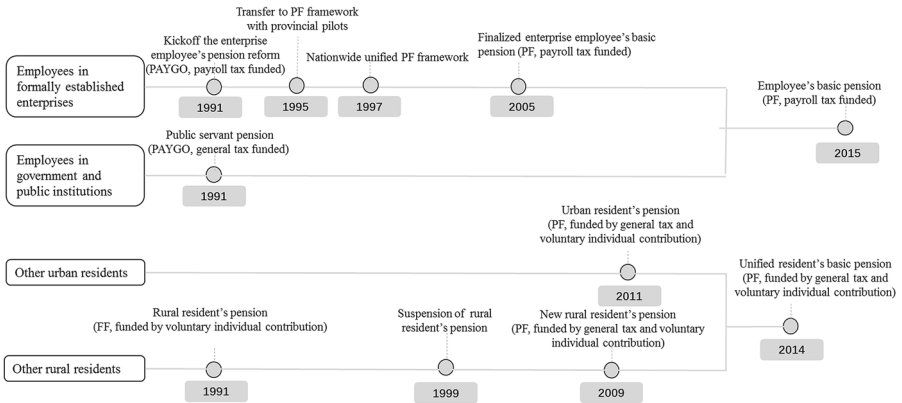 Transfer to PF framework
with provincial pilots
Kickoff the enterprise
employee's pension reform
(PAYGO, payroll tax funded)
Nationwide unified PF framework
Finalized enterprise employee's basic
pension (PF, payroll tax funded)
Employees in
formally established
enterprises
1991
1995
1997
2005
Employee's basic pension
(PF, payroll tax funded)
2015
Public servant pension
(PAYGO, general tax funded)
Employees in
government and
public institutions
1991
Urban resident's pension
(PF, funded by general tax and
voluntary individual contribution)
Other urban residents
2011
Unified resident's basic pension
(PF, funded by general tax and
voluntary individual contribution)
2014
Rural resident's pension
(FF, funded by voluntary individual contribution)
Suspension of rural
resident's pension
New rural resident's pension
(PF, funded by general tax and voluntary
individual contribution)
Other rural residents
1991
1999
2009